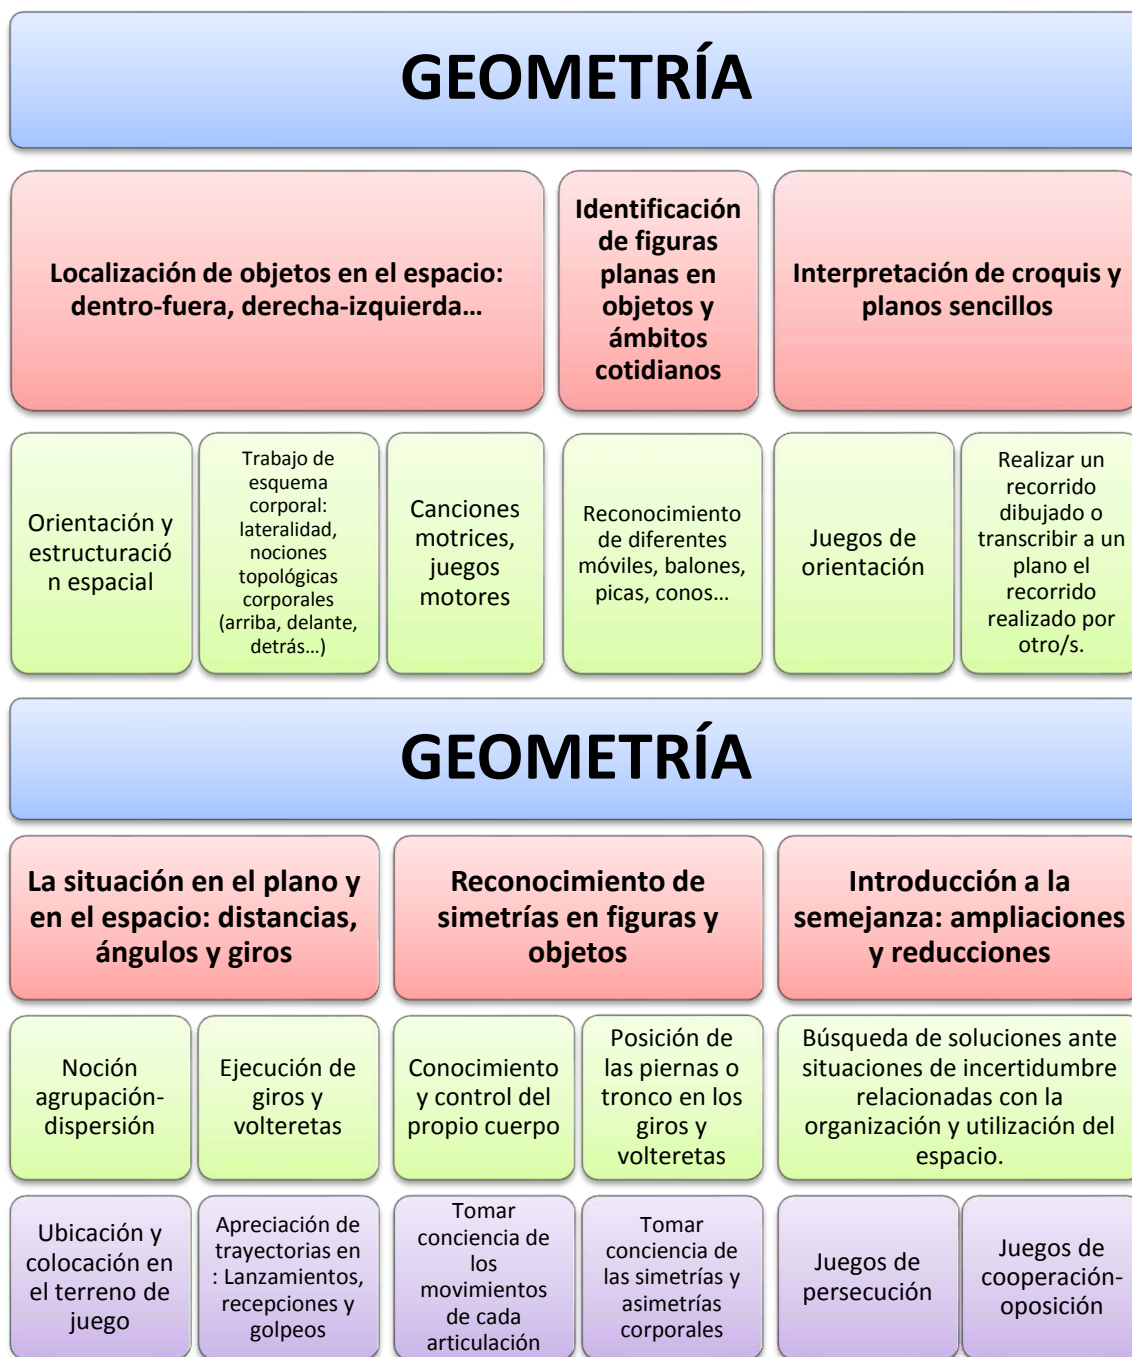 GEOMETRÍA
Localización de objetos en el espacio:
dentro-fuera, derecha-izquierda…
Identificación
de figuras
planas en
objetos y
ámbitos
cotidianos
Interpretación de croquis y
planos sencillos
Orientación y
estructuració
n espacial
Trabajo de
esquema
corporal:
lateralidad,
nociones
topológicas
corporales
(arriba, delante,
detrás…)
Canciones
motrices,
juegos
motores
Reconocimiento
de diferentes
móviles, balones,
picas, conos…
Juegos de
orientación
Realizar un
recorrido
dibujado o
transcribir a un
plano el
recorrido
realizado por
otro/s.
GEOMETRÍA
La situación en el plano y
en el espacio: distancias,
ángulos y giros
Reconocimiento de
simetrías en figuras y
objetos
Introducción a la
semejanza: ampliaciones
y reducciones
Noción
agrupación-
dispersión
Ejecución de
giros y
volteretas
Conocimiento
y control del
propio cuerpo
Posición de
las piernas o
tronco en los
giros y
volteretas
Búsqueda de soluciones ante
situaciones de incertidumbre
relacionadas con la
organización y utilización del
espacio.
Ubicación y
colocación en
el terreno de
juego
Apreciación de
trayectorias en
: Lanzamientos,
recepciones y
golpeos
Tomar
conciencia de
los
movimientos
de cada
articulación
Tomar
conciencia de
las simetrías y
asimetrías
corporales
Juegos de
persecución
Juegos de
cooperación-
oposición